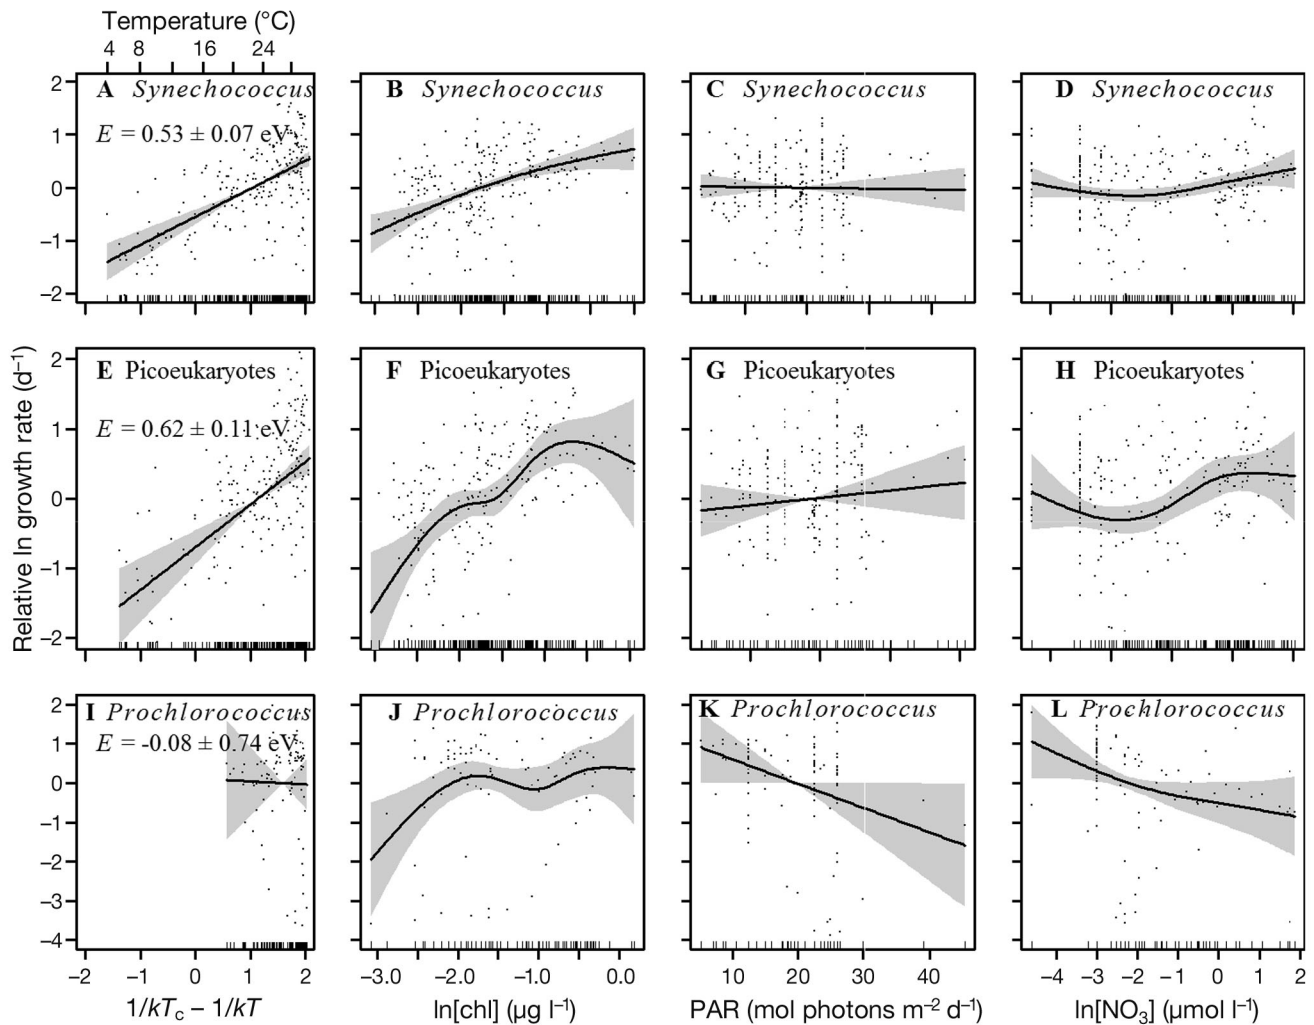 Temperature (°C)
4 8 16 24
A Synechococcus
E = 0.53 ± 0.07 eV
B Synechococcus
C Synechococcus
D Synechococcus
2
1
0
–1
–2
E Picoeukaryotes
E = 0.62 ± 0.11 eV
F Picoeukaryotes
G Picoeukaryotes
H Picoeukaryotes
2
1
0
–1
–2
Relative ln growth rate (d–1)
I Prochlorococcus
E = -0.08 ± 0.74 eV
J Prochlorococcus
K Prochlorococcus
L Prochlorococcus
2
1
0
–1
–2
–3
–4
–2 –1 0 1 2
–3.0 –2.0 –1.0 0.0
10 20 30 40
–4 –3 –2 –1 0 1 2
1/kTc – 1/kT
ln[chl] (µg l–1)
PAR (mol photons m–2 d–1)
ln[NO3] (µmol l–1)